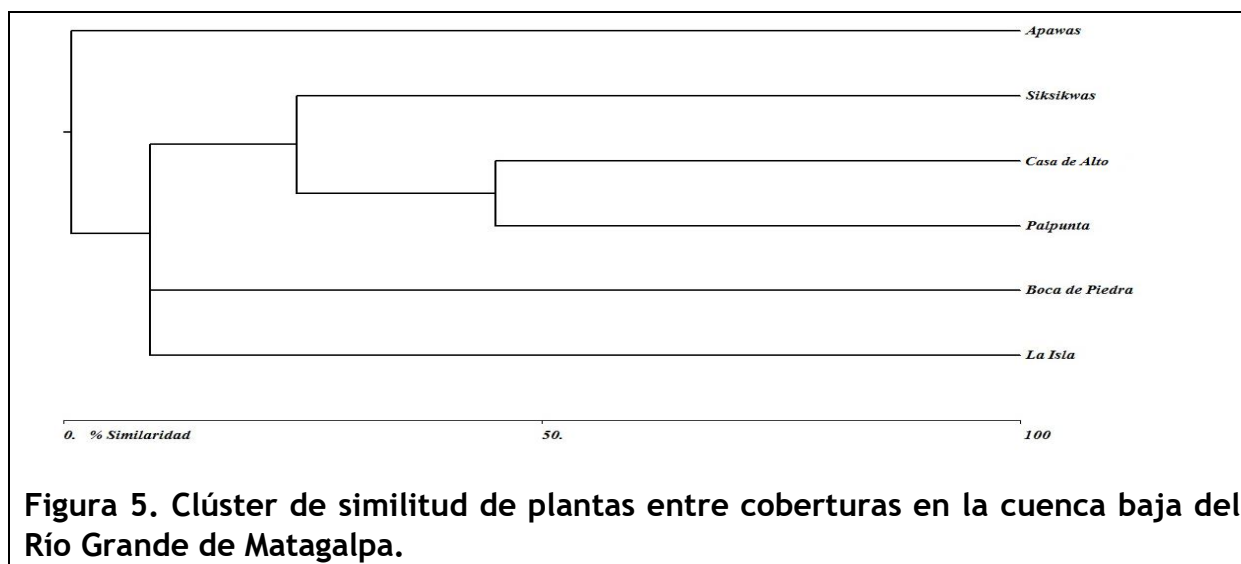 Apawas
Siksikwas
Casa de Alto
Palpunta
Boca de Piedra
La Isla
0. % Similaridad 50. 100
Figura 5. Clúster de similitud de plantas entre coberturas en la cuenca baja del
Río Grande de Matagalpa.